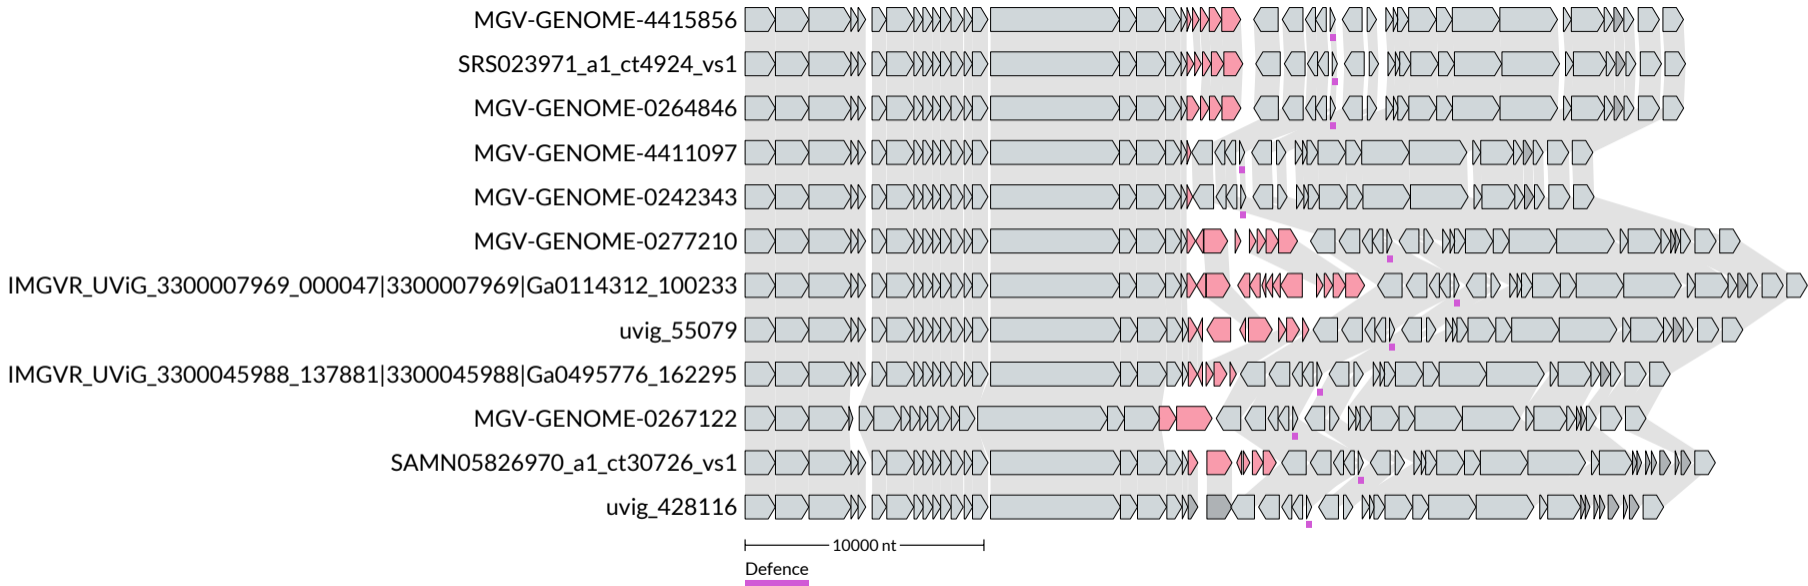 MGV-GENOME-4415856
SRS023971_a1_ct4924_vs1
MGV-GENOME-0264846
MGV-GENOME-4411097
MGV-GENOME-0242343
MGV-GENOME-0277210
IMGVR_UViG_3300007969_000047|3300007969|Ga0114312_100233
uvig_55079
IMGVR_UViG_3300045988_137881|3300045988|Ga0495776_162295
MGV-GENOME-0267122
SAMN05826970_a1_ct30726_vs1
uvig_428116
10000 nt
Defence